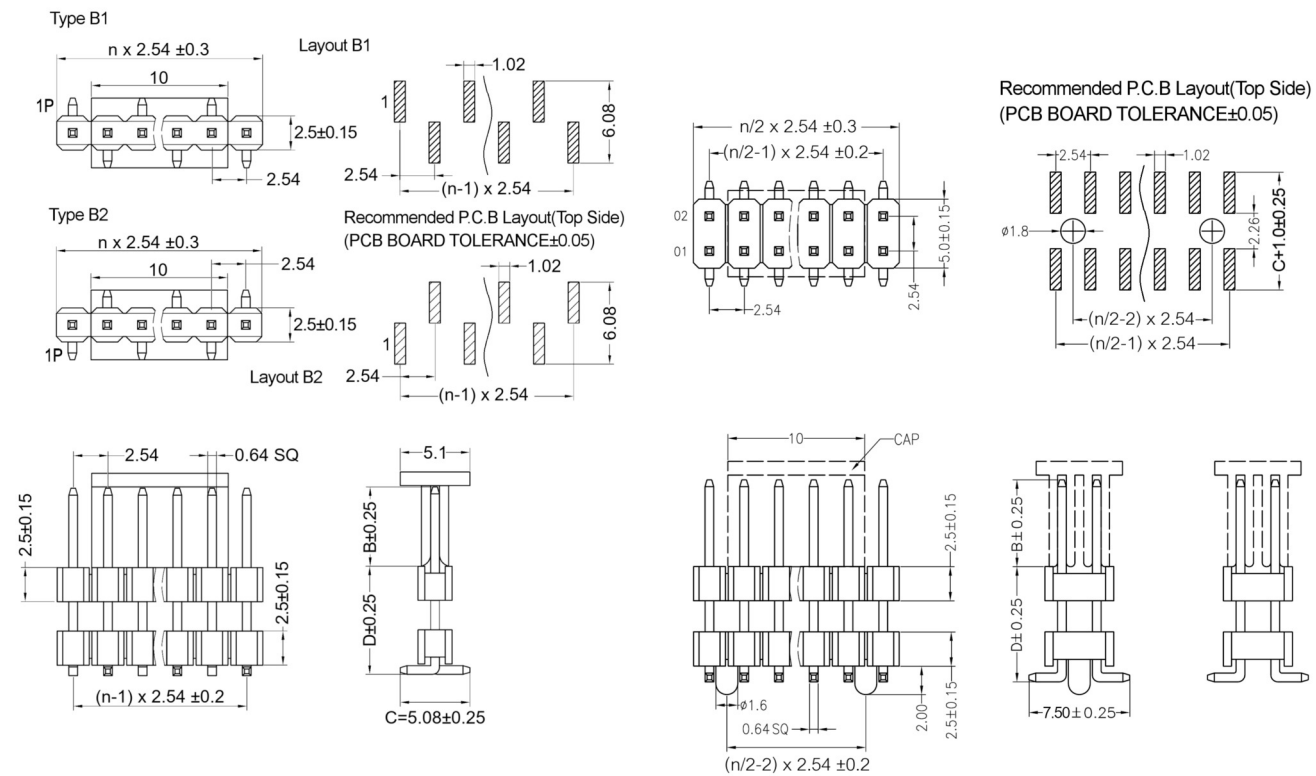 Type B1
n x 2.54 ±0.3
10
1P
2.5±0.15
2.54
Layout B1
1.02
1
6.08
2.54
(n-1) x 2.54
Type B2
n x 2.54 ±0.3
10
2.54
2.5±0.15
1P
Recommended P.C.B Layout(Top Side)
(PCB BOARD TOLERANCE±0.05)
1.02
1
6.08
Layout B2
2.54
(n-1) x 2.54
n/2 x 2.54 ±0.3
(n/2-1) x 2.54 ±0.2
02
01
5.0±0.15
2.54
2.54
Recommended P.C.B Layout(Top Side)
(PCB BOARD TOLERANCE±0.05)
2.54
1.02
ø1.8
2.26
C+1.0±0.25
(n/2-2) x 2.54
(n/2-1) x 2.54
2.54
0.64 SQ
2.5±0.15
2.5±0.15
(n-1) x 2.54 ±0.2
5.1
B±0.25
D±0.25
C=5.08±0.25
10
CAP
2.5±0.15
ø1.6
2.00
2.5±0.15
0.64 SQ
(n/2-2) x 2.54 ±0.2
B±0.25
D±0.25
7.50±0.25